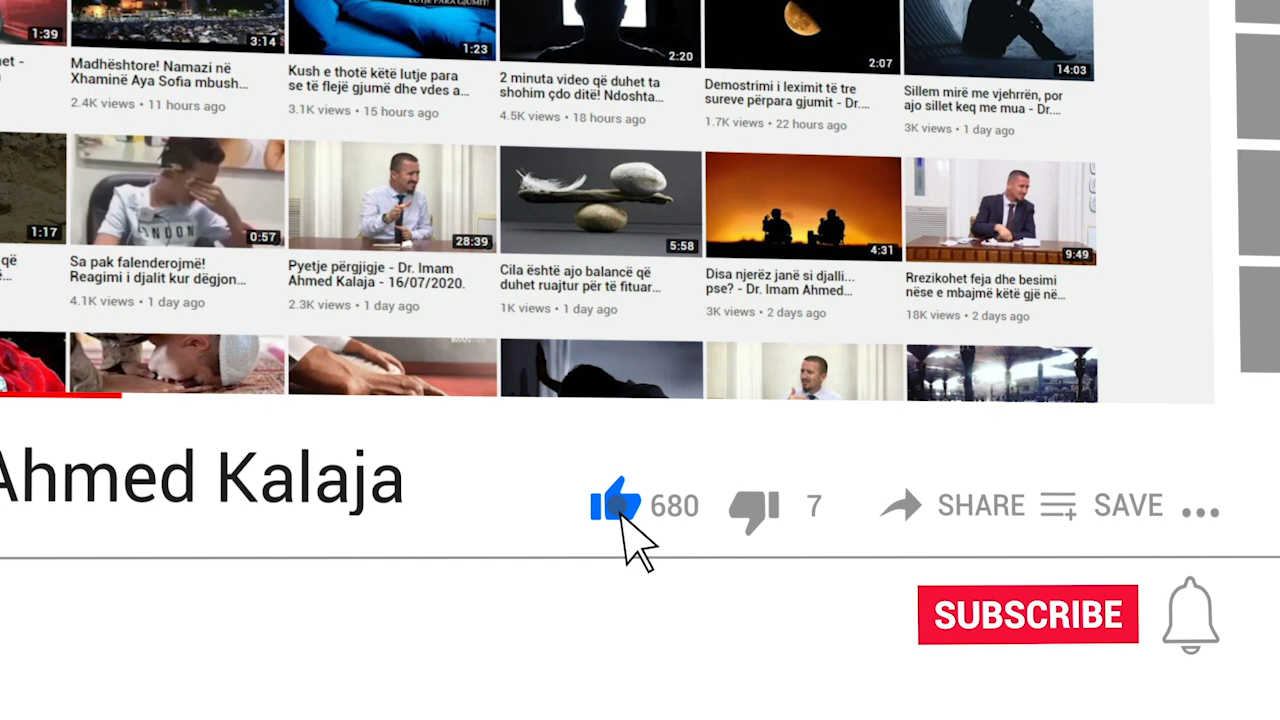 1:39
3:14
LUTJE PARA GJUMIT!
1:23
2:20
2:07
14:03
Madhështore! Namazi në
Xhaminë Aya Sofia mbush...
2.4K views • 11 hours ago
Kush e thotë këtë lutje para
se të flejë gjumë dhe vdes a...
3.1K views • 15 hours ago
2 minuta video që duhet ta
shohim çdo ditë! Ndoshta...
4.5K views • 18 hours ago
Demostrimi i leximit të tre
sureve përpara gjumit - Dr....
1.7K views • 22 hours ago
Sillem mirë me vjehrrën, por
ajo sillet keq me mua - Dr....
3K views • 1 day ago
1:17
LONDON
0:57
28:39
5:58
4:31
9:49
që
Sa pak falenderojmë!
Reagimi i djalit kur dëgjon...
4.1K views • 1 day ago
Pyetje përgjigje - Dr. Imam
Ahmed Kalaja - 16/07/2020.
2.3K views • 1 day ago
Cila është ajo balancë që
duhet ruajtur për të fituar...
1K views • 1 day ago
Disa njerëz janë si djalli...
pse? - Dr. Imam Ahmed...
3K views • 2 days ago
Rrezikohet feja dhe besimi
nëse e mbajmë këtë gjë në...
18K views • 2 days ago
Ahmed Kalaja
680
7
SHARE
SAVE
SUBSCRIBE